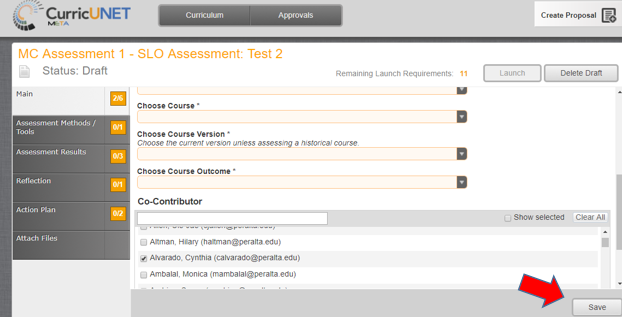 CurricUNET
META
Curriculum
Approvals
Create Proposal
MC Assessment 1 - SLO Assessment: Test 2
Status: Draft
Remaining Launch Requirements: 11
Launch
Delete Draft
Main
2/6
Assessment Methods / Tools
0/1
Assessment Results
0/3
Reflection
0/1
Action Plan
0/2
Attach Files
Choose Course *
Choose Course Version *
Choose the current version unless assessing a historical course.
Choose Course Outcome *
Co-Contributor
Show selected
Clear All
Altman, Hilary (haltman@peralta.edu)
Alvarado, Cynthia (calvarado@peralta.edu)
Ambalal, Monica (mambalal@peralta.edu)
Save